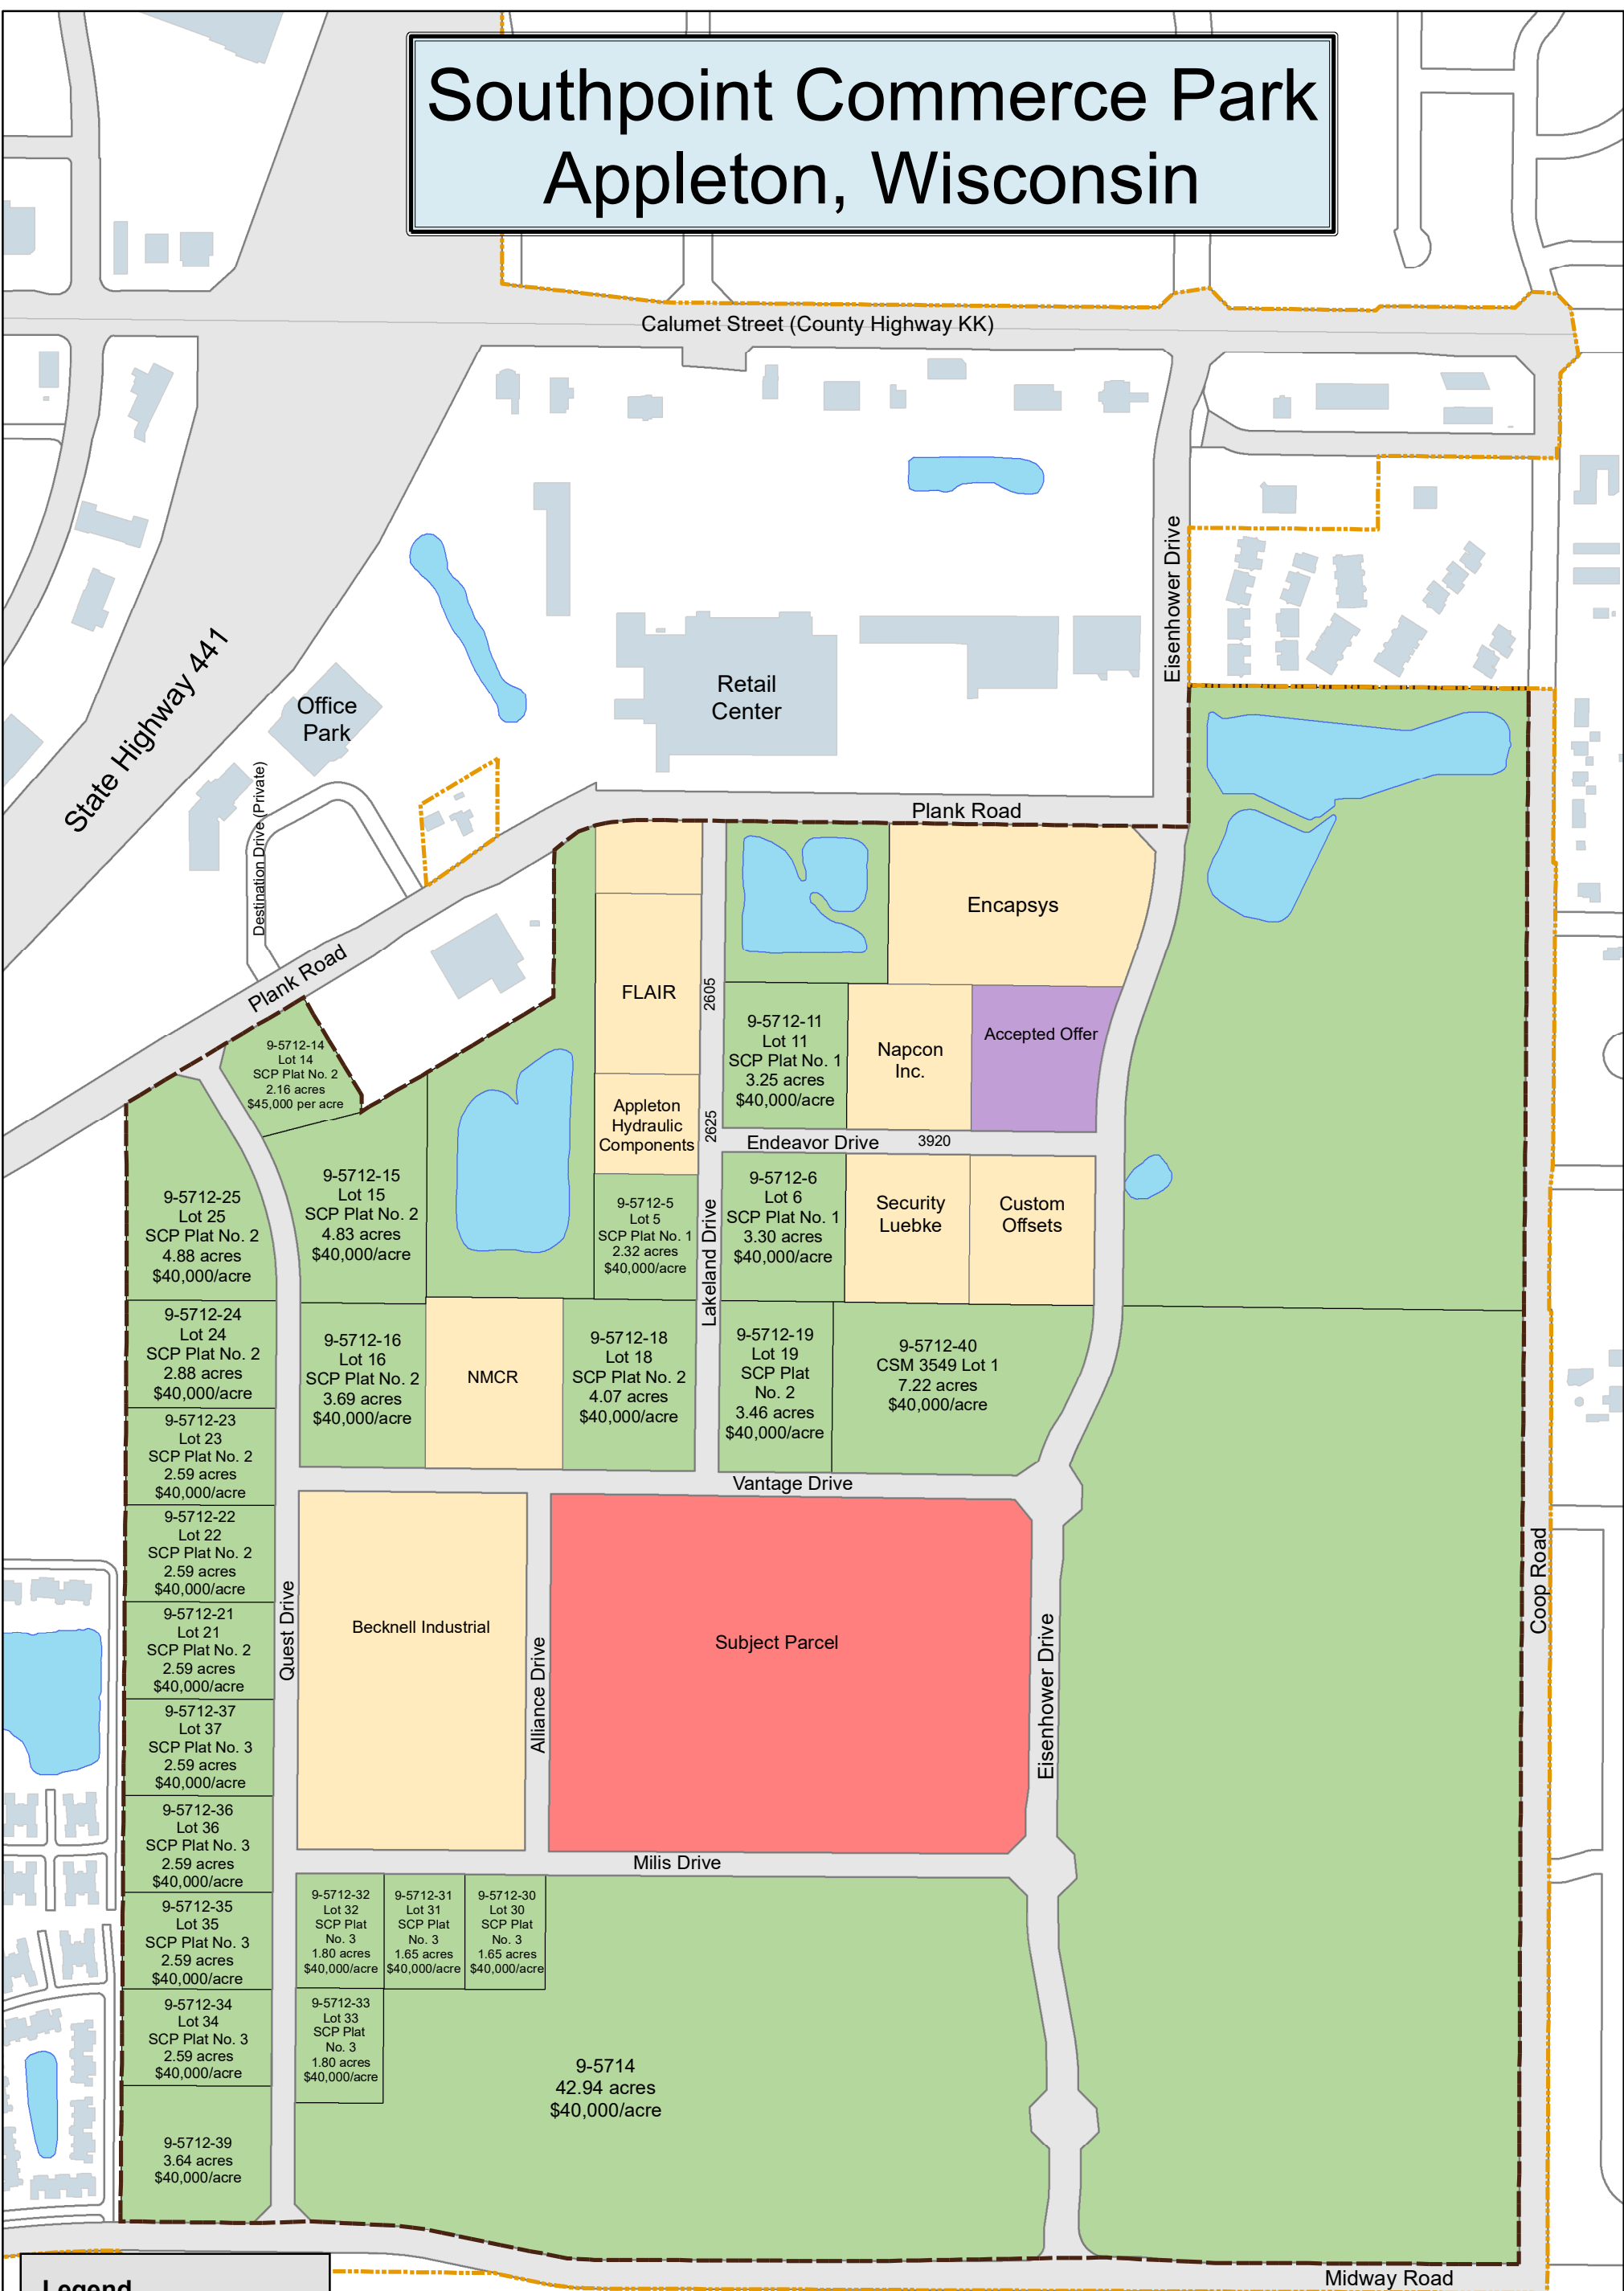 Southpoint Commerce Park
Appleton, Wisconsin
Calumet Street (County Highway KK)
Eisenhower Drive
State Highway 441
Office
Park
Retail
Center
Destination Drive (Private)
Plank Road
Plank Road
Encapsys
FLAIR
2605
9-5712-11
Lot 11
SCP Plat No. 1
3.25 acres
$40,000/acre
Napcon
Inc.
Accepted Offer
9-5712-14
Lot 14
SCP Plat No. 2
2.16 acres
$45,000 per acre
Appleton
Hydraulic
Components
2625
Endeavor Drive
3920
9-5712-25
Lot 25
SCP Plat No. 2
4.88 acres
$40,000/acre
9-5712-15
Lot 15
SCP Plat No. 2
4.83 acres
$40,000/acre
9-5712-5
Lot 5
SCP Plat No. 1
2.32 acres
$40,000/acre
Lakeland Drive
9-5712-6
Lot 6
SCP Plat No. 1
3.30 acres
$40,000/acre
Security
Luebke
Custom
Offsets
9-5712-24
Lot 24
SCP Plat No. 2
2.88 acres
$40,000/acre
9-5712-16
Lot 16
SCP Plat No. 2
3.69 acres
$40,000/acre
NMCR
9-5712-18
Lot 18
SCP Plat No. 2
4.07 acres
$40,000/acre
9-5712-19
Lot 19
SCP Plat
No. 2
3.46 acres
$40,000/acre
9-5712-40
CSM 3549 Lot 1
7.22 acres
$40,000/acre
9-5712-23
Lot 23
SCP Plat No. 2
2.59 acres
$40,000/acre
Vantage Drive
9-5712-22
Lot 22
SCP Plat No. 2
2.59 acres
$40,000/acre
Quest Drive
Becknell Industrial
Alliance Drive
Subject Parcel
Eisenhower Drive
Coop Road
9-5712-21
Lot 21
SCP Plat No. 2
2.59 acres
$40,000/acre
9-5712-37
Lot 37
SCP Plat No. 3
2.59 acres
$40,000/acre
9-5712-36
Lot 36
SCP Plat No. 3
2.59 acres
$40,000/acre
Milis Drive
9-5712-35
Lot 35
SCP Plat No. 3
2.59 acres
$40,000/acre
9-5712-32
Lot 32
SCP Plat
No. 3
1.80 acres
$40,000/acre
9-5712-31
Lot 31
SCP Plat
No. 3
1.65 acres
$40,000/acre
9-5712-30
Lot 30
SCP Plat
No. 3
1.65 acres
$40,000/acre
9-5712-34
Lot 34
SCP Plat No. 3
2.59 acres
$40,000/acre
9-5712-33
Lot 33
SCP Plat
No. 3
1.80 acres
$40,000/acre
9-5714
42.94 acres
$40,000/acre
9-5712-39
3.64 acres
$40,000/acre
Legend
Midway Road